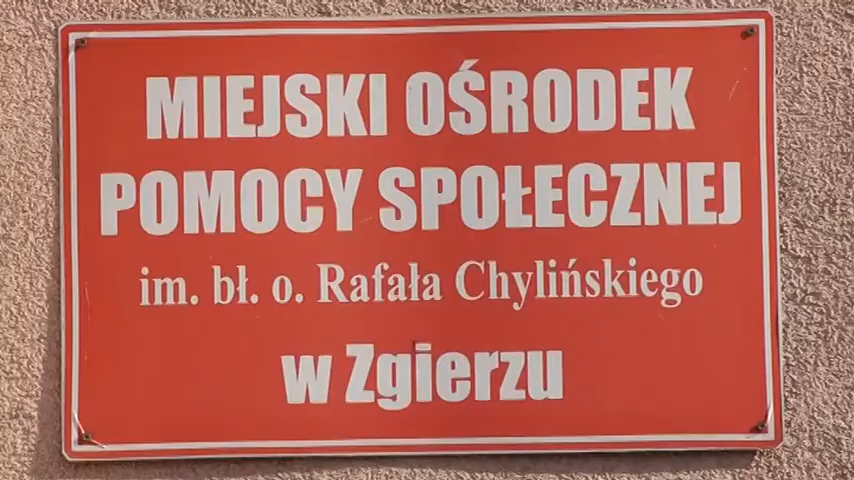 MIEJSKI OŚRODEK
POMOCY SPOŁECZNEJ
im. bł. o. Rafała Chylińskiego
w Zgierzu